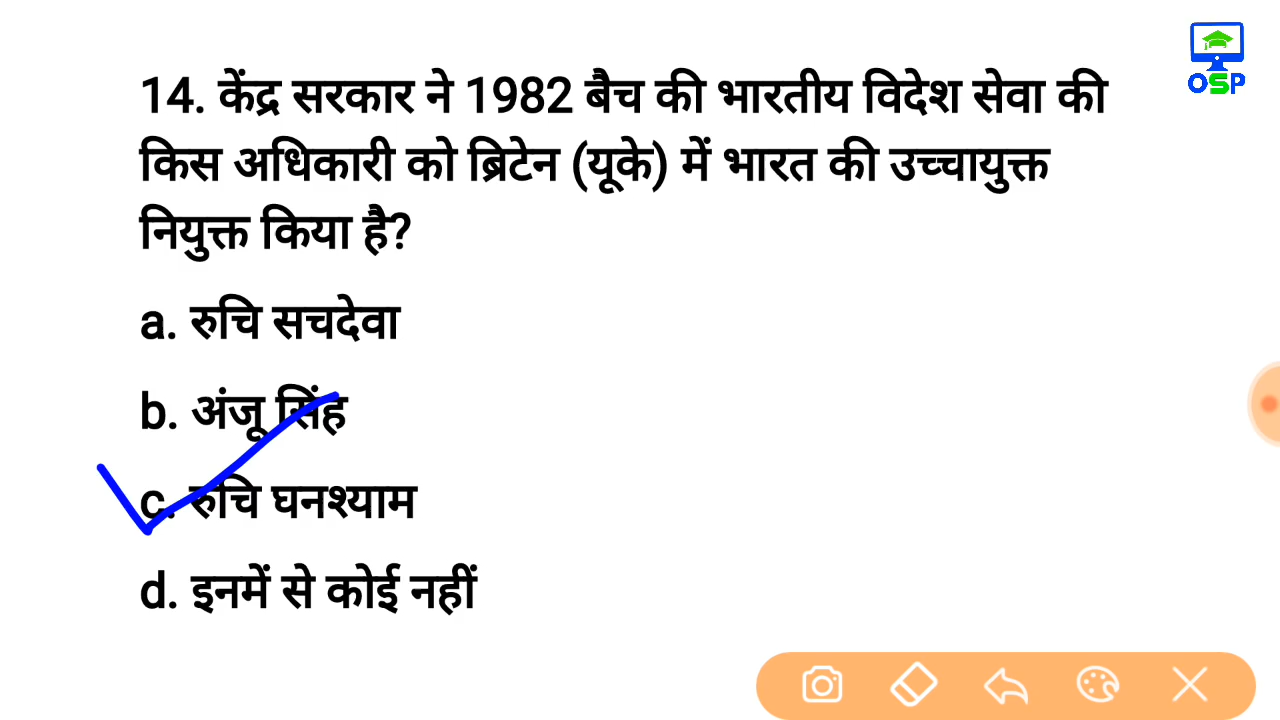 OSP
14. केंद्र सरकार ने 1982 बैच की भारतीय विदेश सेवा की
किस अधिकारी को ब्रिटेन (यूके) में भारत की उच्चायुक्त
नियुक्त किया है?
a. रुचि सचदेवा
b. अंजू सिंह
c. रुचि घनश्याम
d. इनमें से कोई नहीं